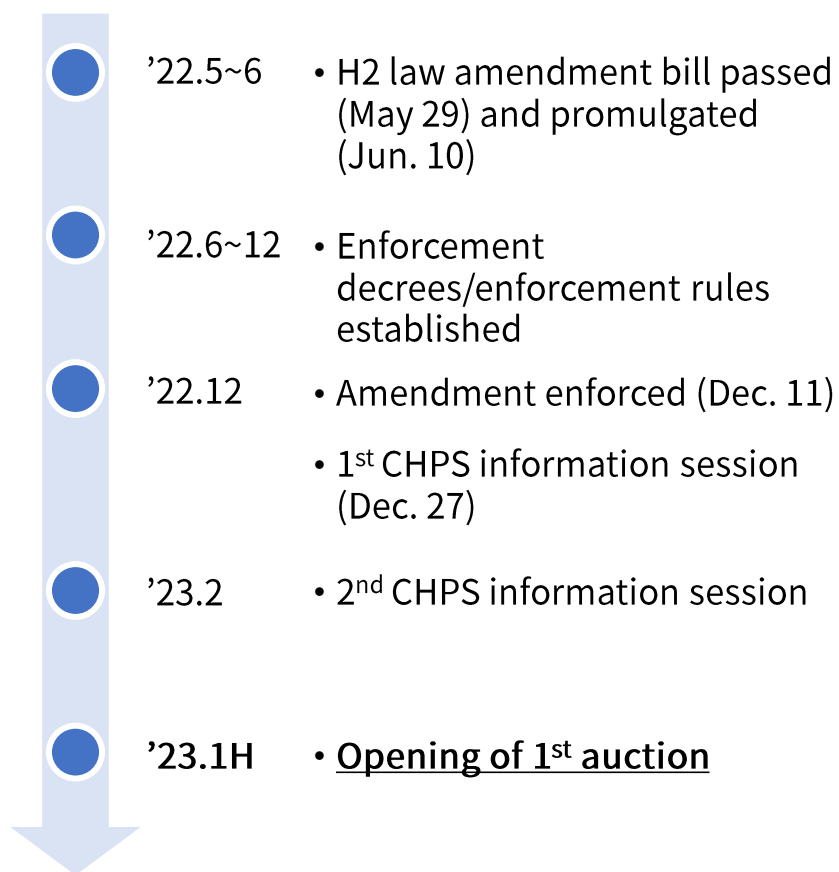 ’22.5~6 • H2 law amendment bill passed
(May 29) and promulgated
(Jun. 10)
’22.6~12 • Enforcement
decrees/enforcement rules
established
’22.12 • Amendment enforced (Dec. 11)
• 1st CHPS information session
(Dec. 27)
’23.2 • 2nd CHPS information session
’23.1H • Opening of 1st auction